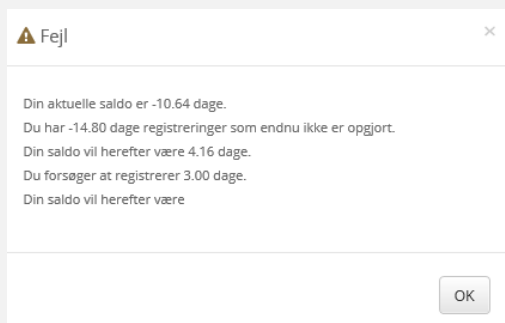 Fejl
Din aktuelle saldo er -10.64 dage.
Du har -14.80 dage registreringer som endnu ikke er opgjort.
Din saldo vil herefter være 4.16 dage.
Du forsøger at registrerer 3.00 dage.
Din saldo vil herefter være
OK